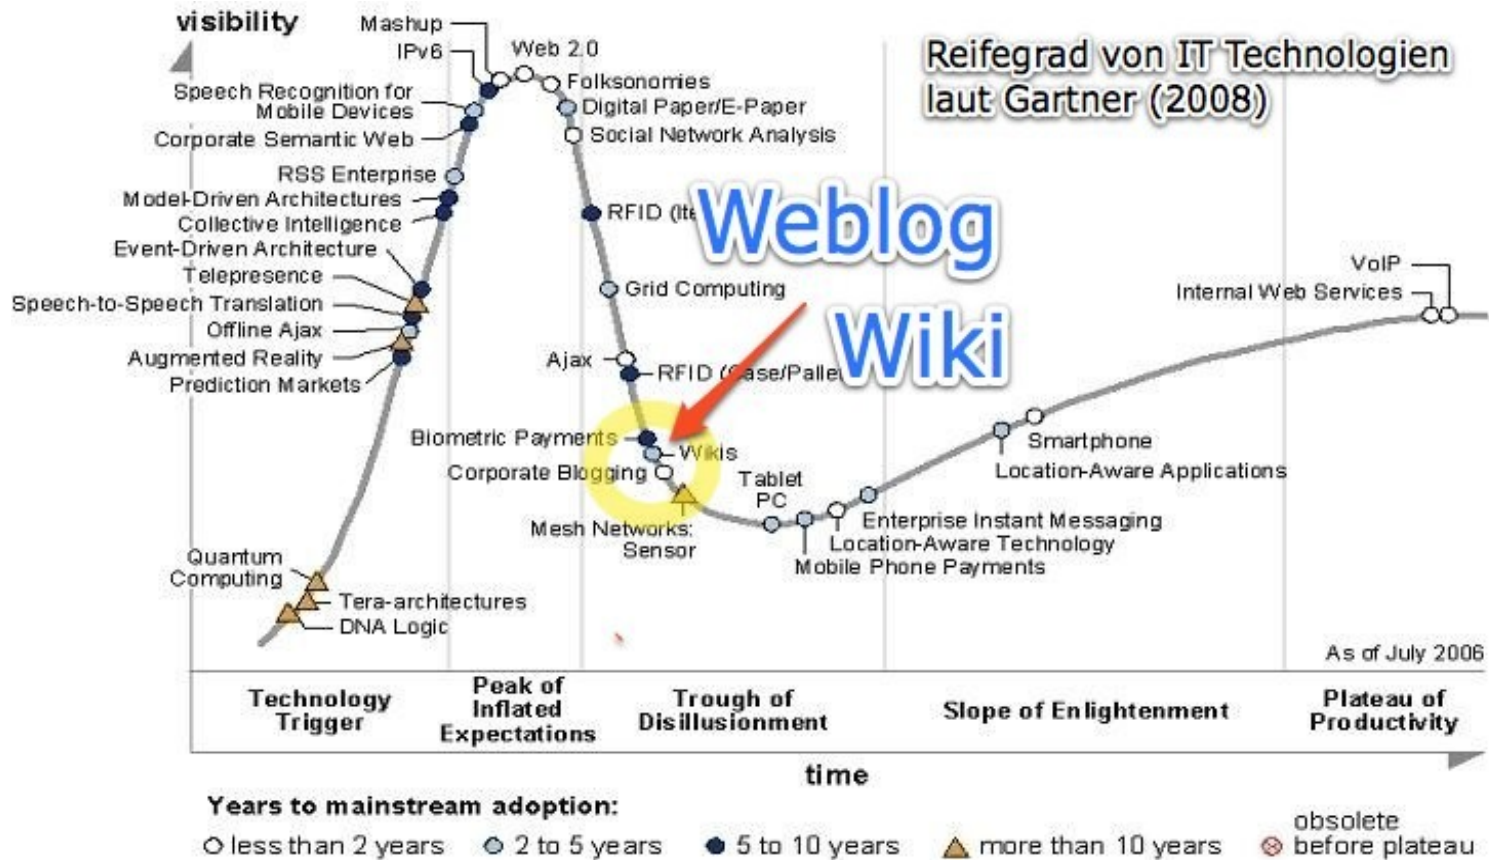 visibility
Reifegrad von IT Technologien
laut Gartner (2008)
Mashup
IPv6
Web 2.0
Speech Recognition for
Mobile Devices
Corporate Semantic Web
RSS Enterprise
Model-Driven Architectures
Collective Intelligence
Event-Driven Architecture
Telepresence
Speech-to-Speech Translation
Offline Ajax
Augmented Reality
Prediction Markets
Quantum
Computing
Tera-architectures
DNA Logic
Folksonomies
Digital Paper/E-Paper
Social Network Analysis
RFID
Weblog
Grid Computing
Wiki
Ajax
RFID (Case/Pallet
Biometric Payments
Wikis
Corporate Blogging
Mesh Networks:
Sensor
Tablet
PC
Enterprise Instant Messaging
Location-Aware Technology
Mobile Phone Payments
Smartphone
Location-Aware Applications
VoIP
Internal Web Services
As of July 2006
Technology
Trigger
Peak of
Inflated
Expectations
Trough of
Disillusionment
Slope of Enlightenment
Plateau of
Productivity
time
Years to mainstream adoption:
less than 2 years
2 to 5 years
5 to 10 years
more than 10 years
obsolete
before plateau